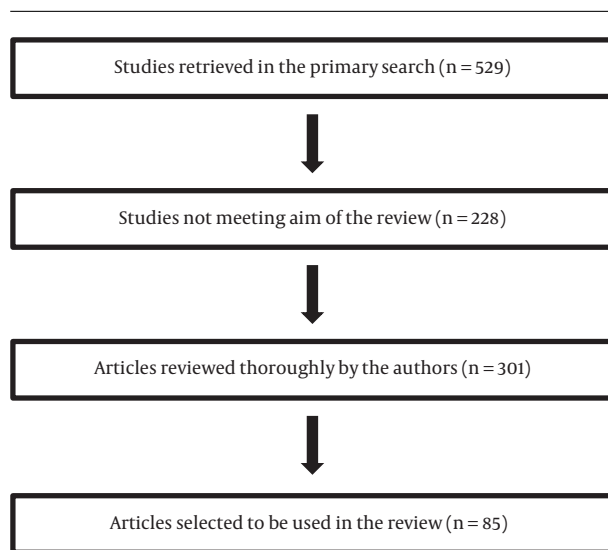 Studies retrieved in the primary search (n = 529)
Studies not meeting aim of the review (n = 228)
Articles reviewed thoroughly by the authors (n = 301)
Articles selected to be used in the review (n = 85)